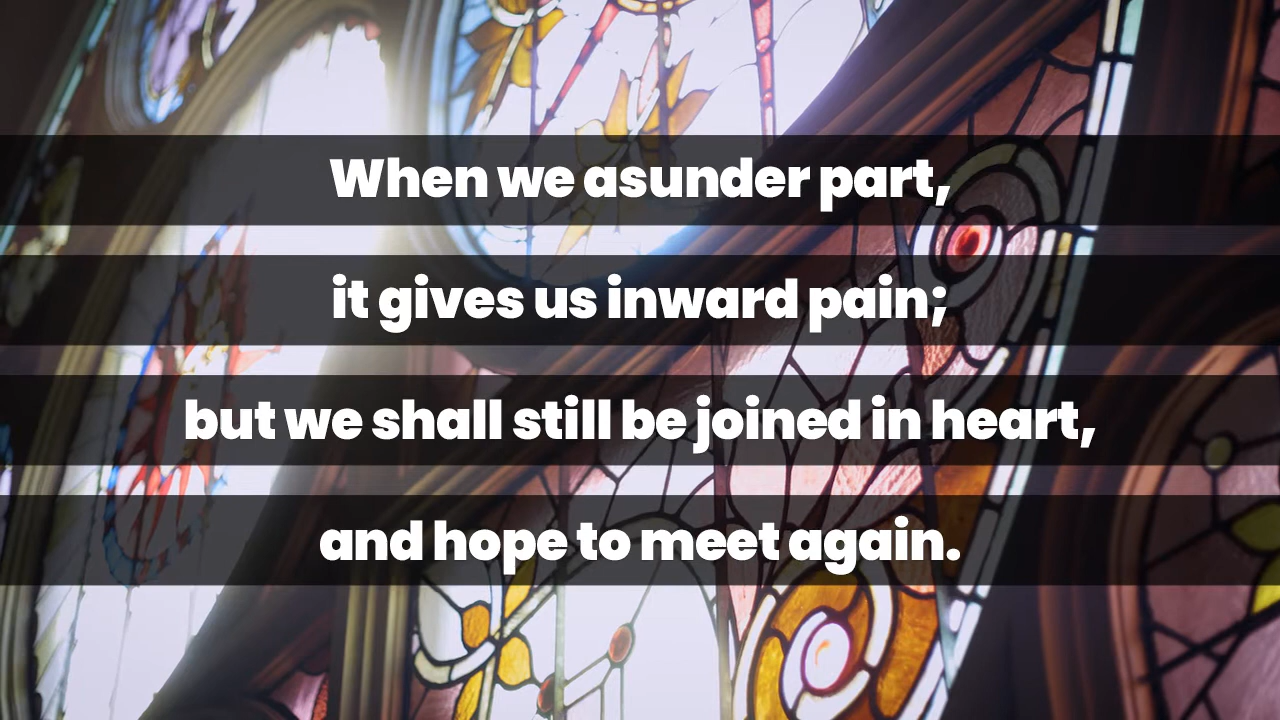 When we asunder part,
it gives us inward pain;
but we shall still be joined in heart,
and hope to meet again.